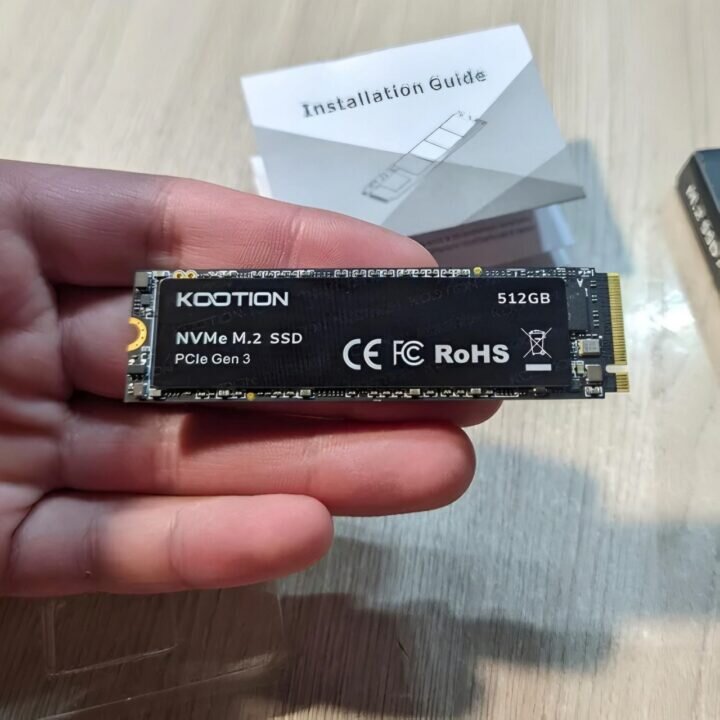 Installation Guide
KOOTION
512GB
NVMe M.2 SSD
PCIe Gen 3
CE FC RoHS